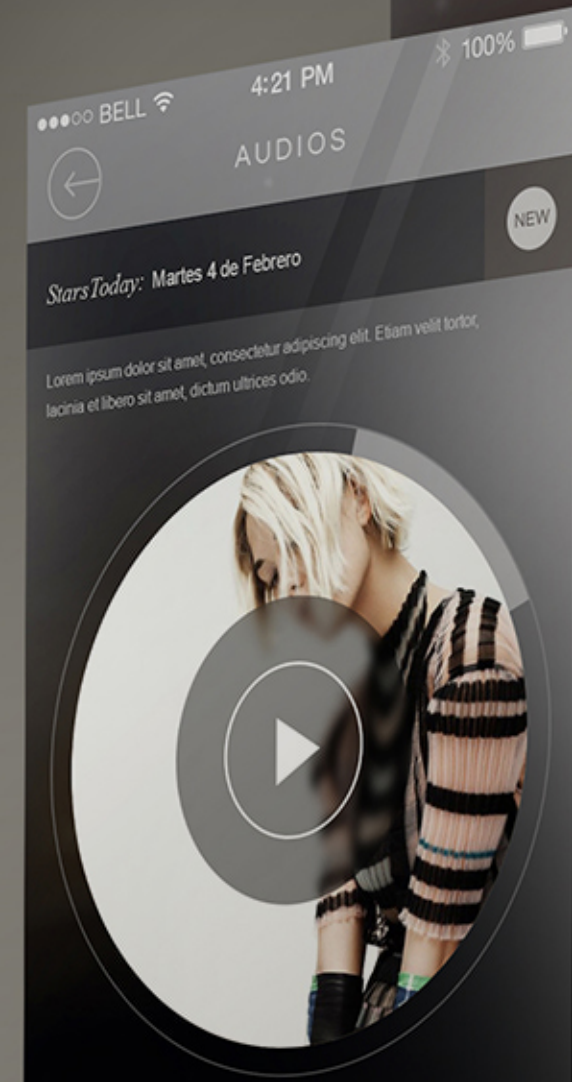 BELL 4:21 PM 100%
AUDIOS
NEW
StarsToday: Martes 4 de Febrero
Lorem ipsum dolor sit amet, consectetur adipiscing elit. Etiam velit tortor,
lacinia et libero sit amet, dictum ultrices odio.